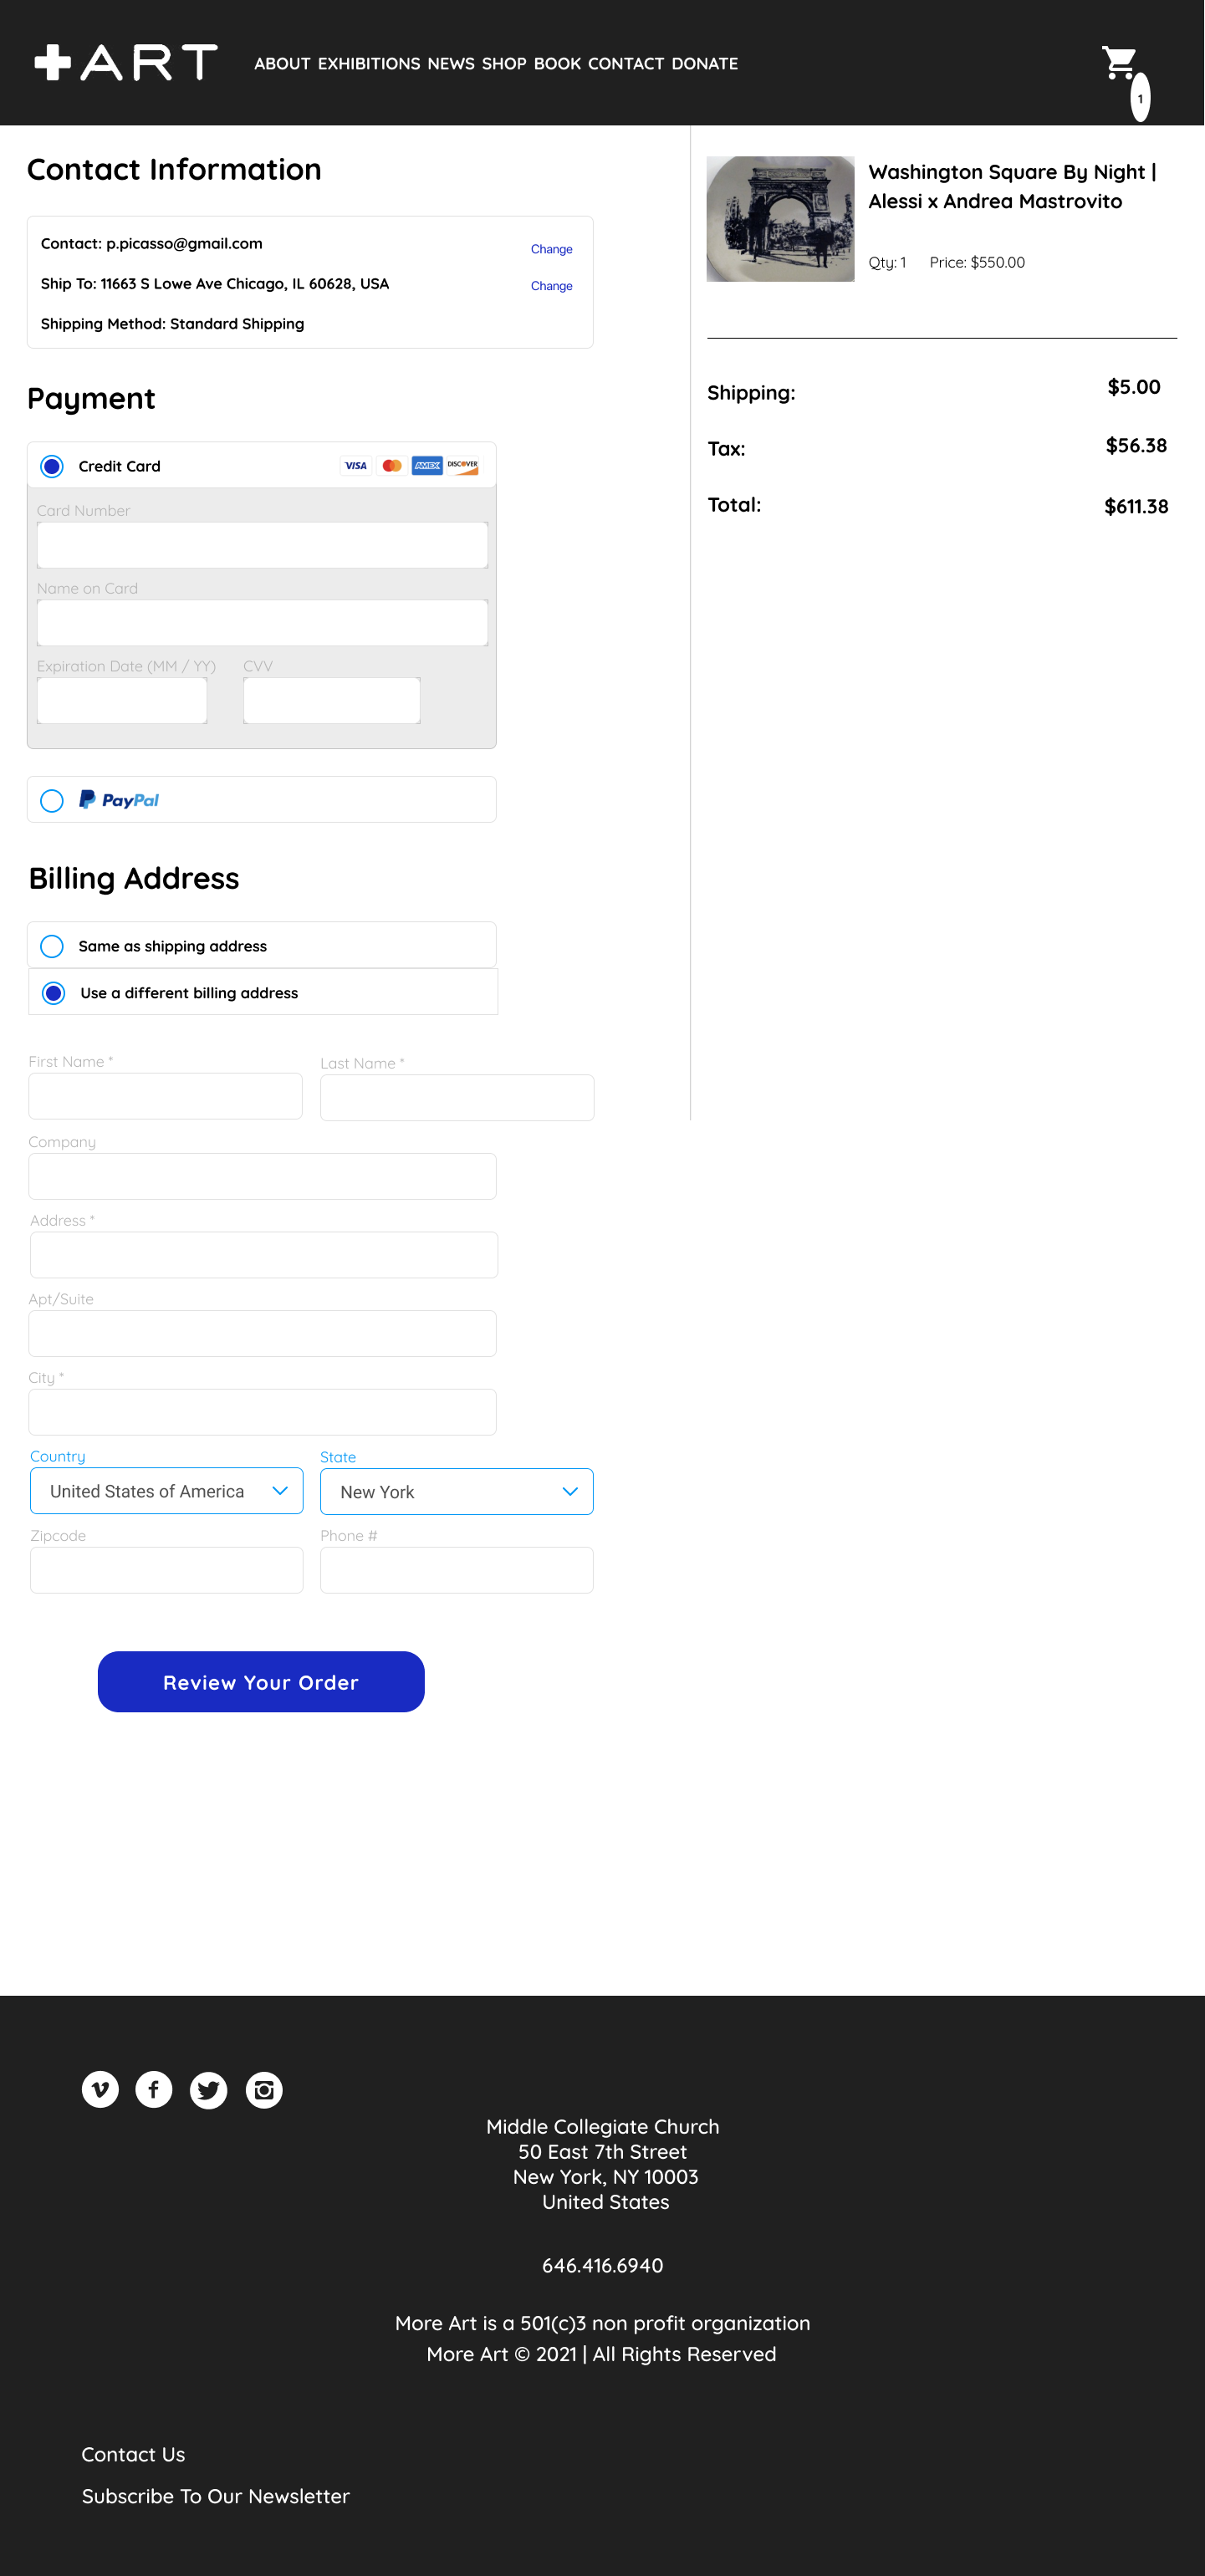 +ART
ABOUT EXHIBITIONS NEWS SHOP BOOK CONTACT DONATE
1
Contact Information
Contact: p.picasso@gmail.com
Change
Ship To: 11663 S Lowe Ave Chicago, IL 60628, USA
Change
Shipping Method: Standard Shipping
Payment
Credit Card
VISA
AMEX
DISCOVER
Card Number
Name on Card
Expiration Date (MM / YY)
CVV
PayPal
Billing Address
Same as shipping address
Use a different billing address
First Name *
Last Name *
Company
Address *
Apt/Suite
City *
Country
State
United States of America
New York
Zipcode
Phone #
Review Your Order
Washington Square By Night |
Alessi x Andrea Mastrovito
Qty: 1 Price: $550.00
Shipping: $5.00
Tax: $56.38
Total: $611.38
Middle Collegiate Church
50 East 7th Street
New York, NY 10003
United States
646.416.6940
More Art is a 501(c)3 non profit organization
More Art © 2021 | All Rights Reserved
Contact Us
Subscribe To Our Newsletter